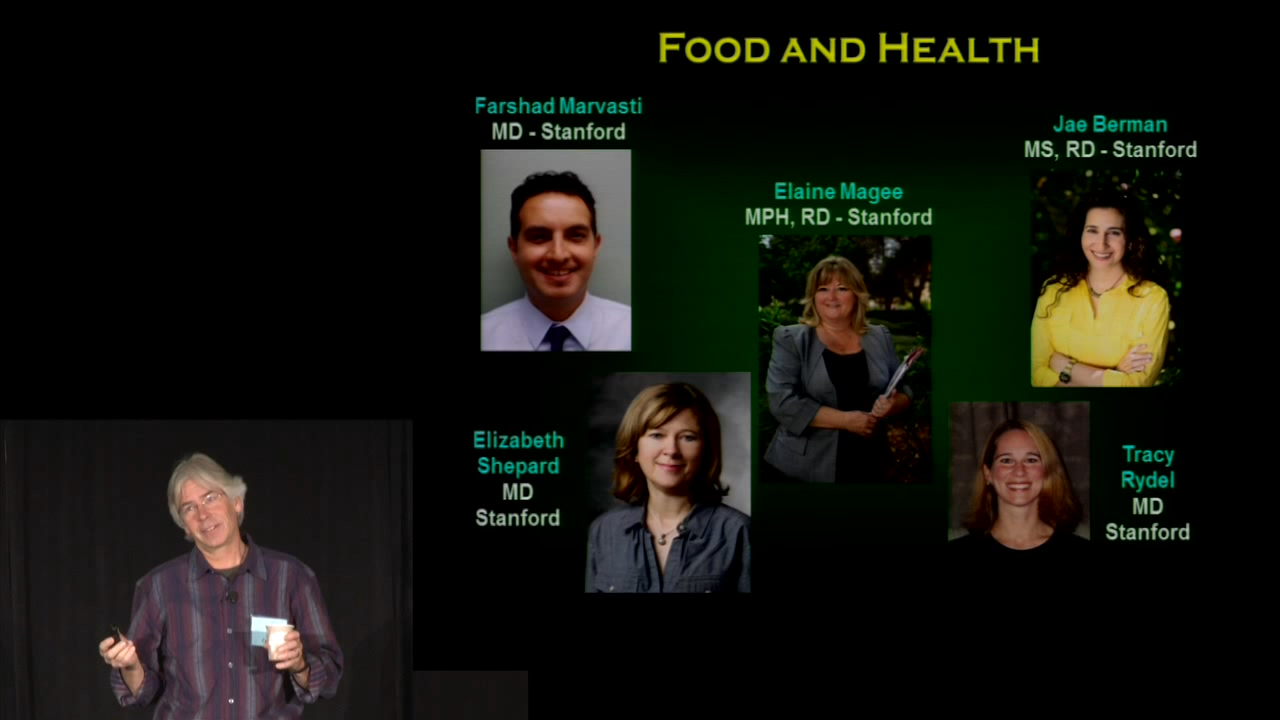 FOOD AND HEALTH
Farshad Marvasti
MD - Stanford
Jae Berman
MS, RD - Stanford
Elaine Magee
MPH, RD - Stanford
Elizabeth
Shepard
MD
Stanford
Tracy
Rydel
MD
Stanford